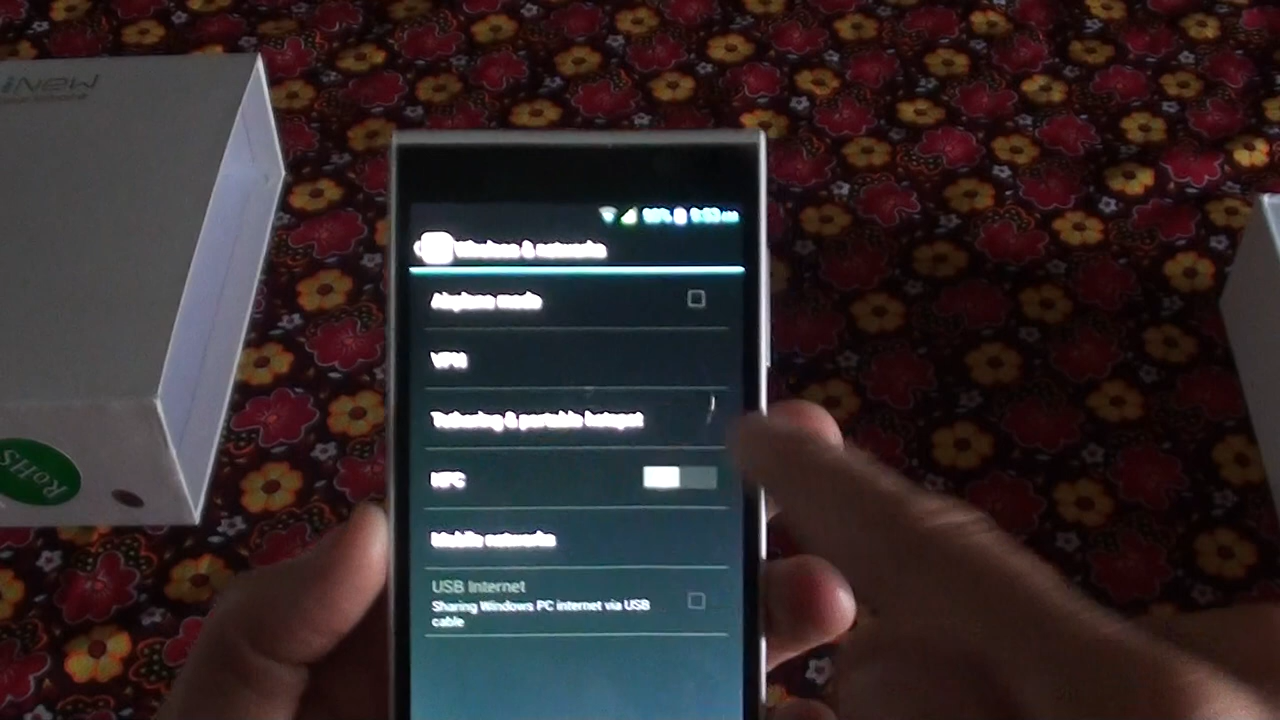 iNew
Wireless & networks
Airplane mode
VPN
Tethering & portable hotspot
NFC
Mobile networks
USB Internet
Sharing Windows PC internet via USB
cable
RoHS